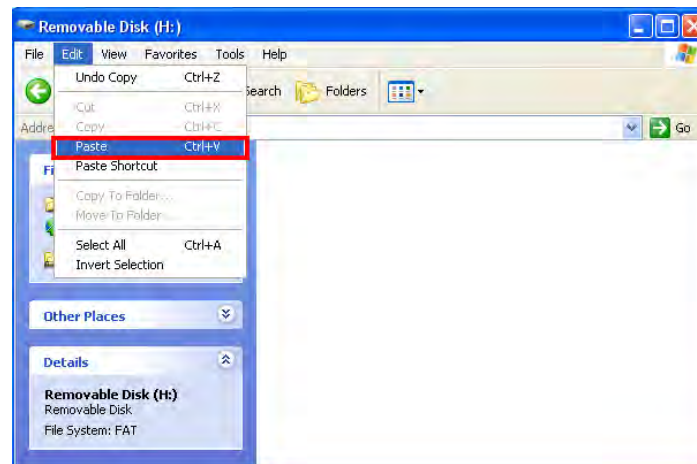 Removable Disk (H:)
File Edit View Favorites Tools Help
Undo Copy Ctrl+Z
Search Folders
Cut Ctrl+X
Copy Ctrl+C
Addre Go
Paste Ctrl+V
Paste Shortcut
Fi
Copy To Folder...
Move To Folder...
Select All Ctrl+A
Invert Selection
Other Places
Details
Removable Disk (H:)
Removable Disk
File System: FAT